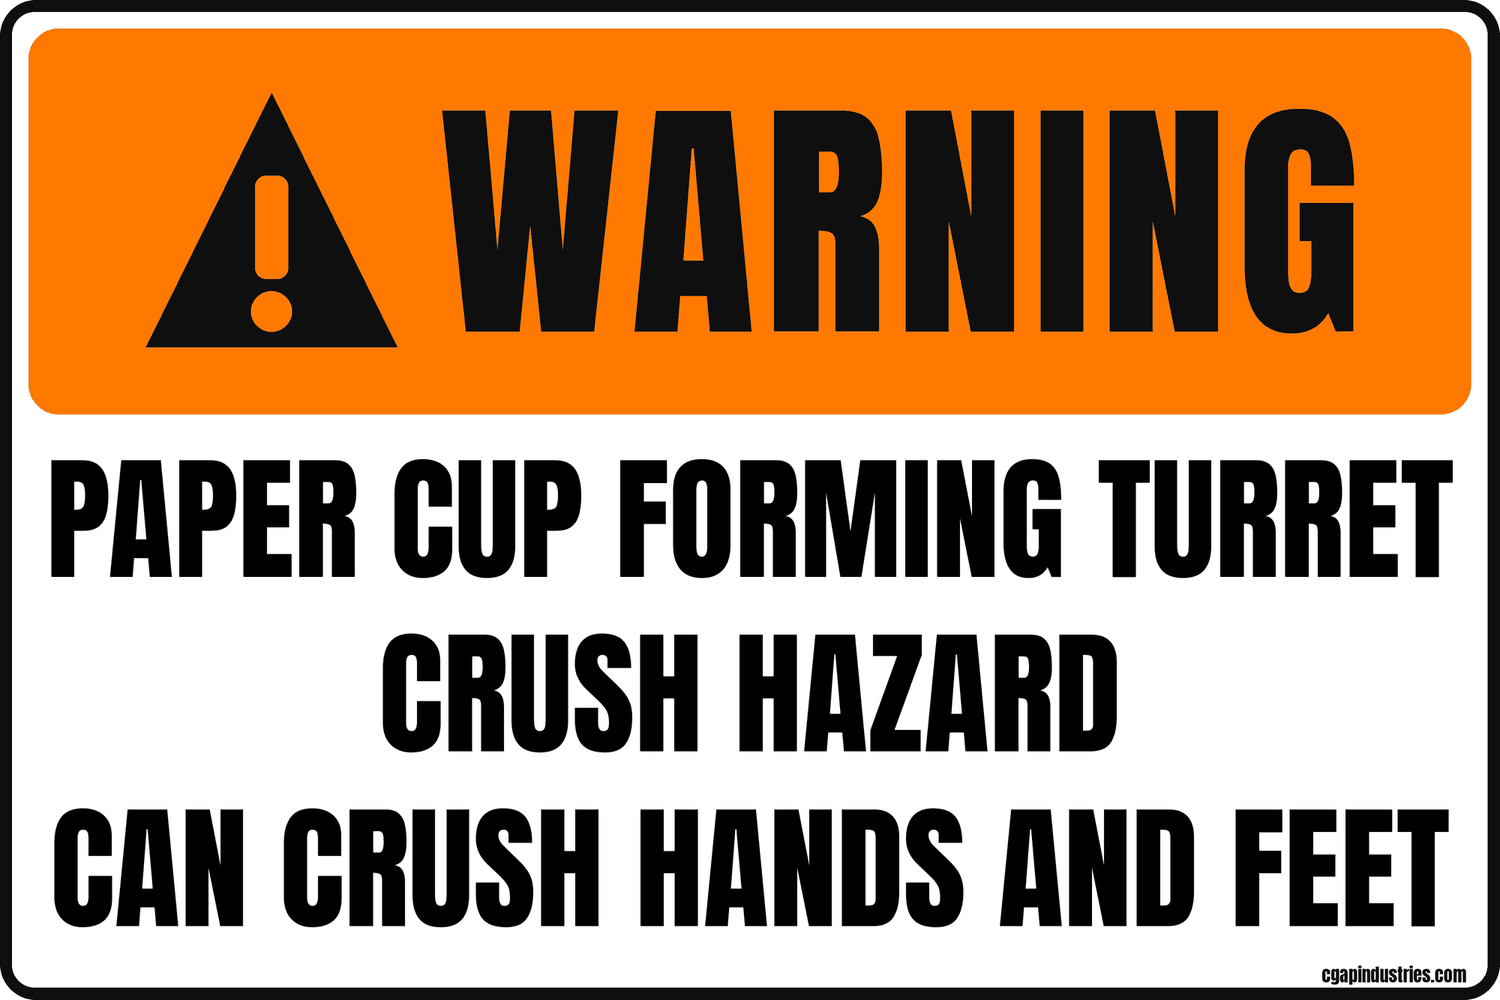 WARNING
PAPER CUP FORMING TURRET
CRUSH HAZARD
CAN CRUSH HANDS AND FEET
cgapindustries.com